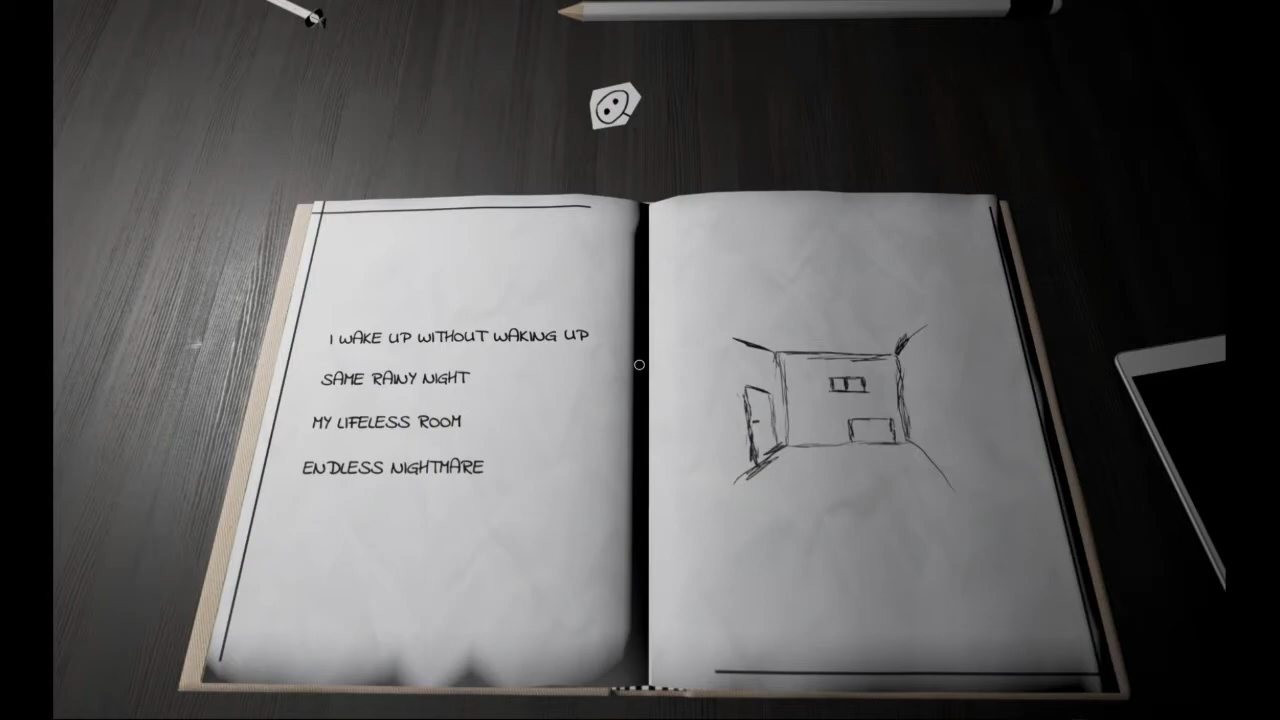 I WAKE UP WITHOUT WAKING UP
SAME RAINY NIGHT
MY LIFELESS ROOM
ENDLESS NIGHTMARE